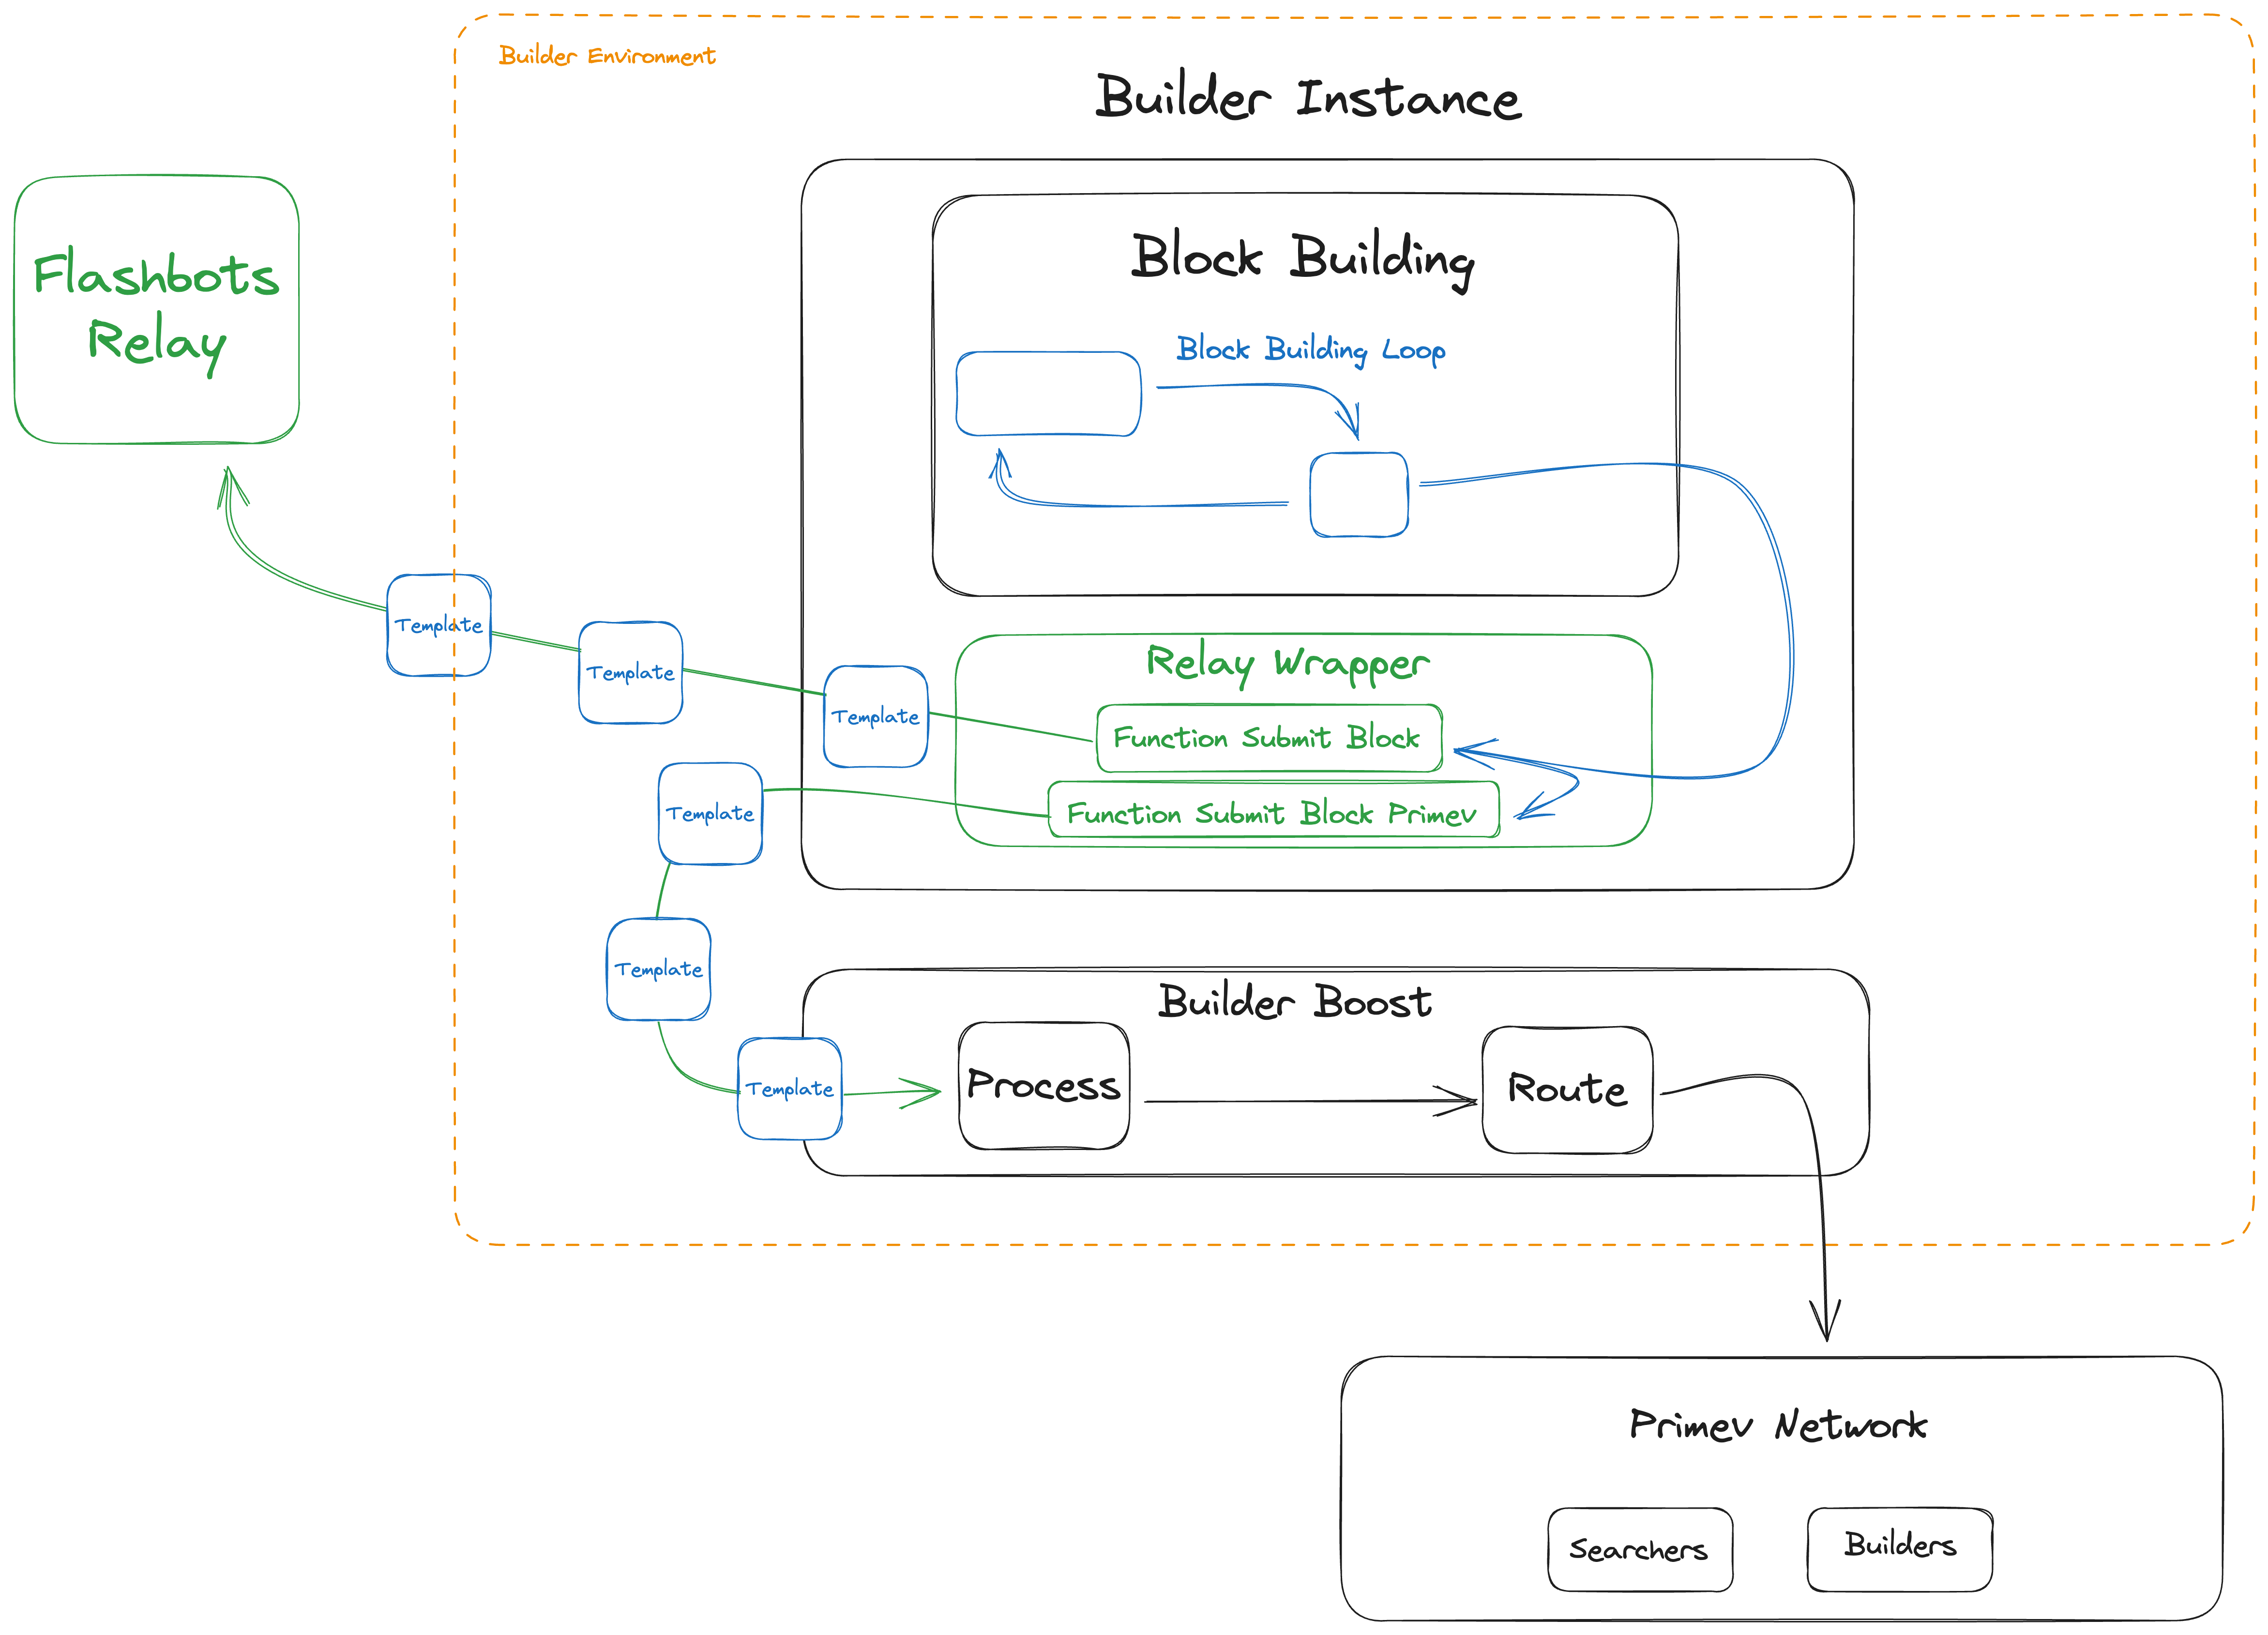 Builder Environment
Builder Instance
Flashbots
Relay
Block Building
Block Building Loop
Template
Template
Template
Relay Wrapper
Function Submit Block
Template
Function Submit Block Primev
Template
Builder Boost
Template
Process
Route
Primev Network
Searchers
Builders